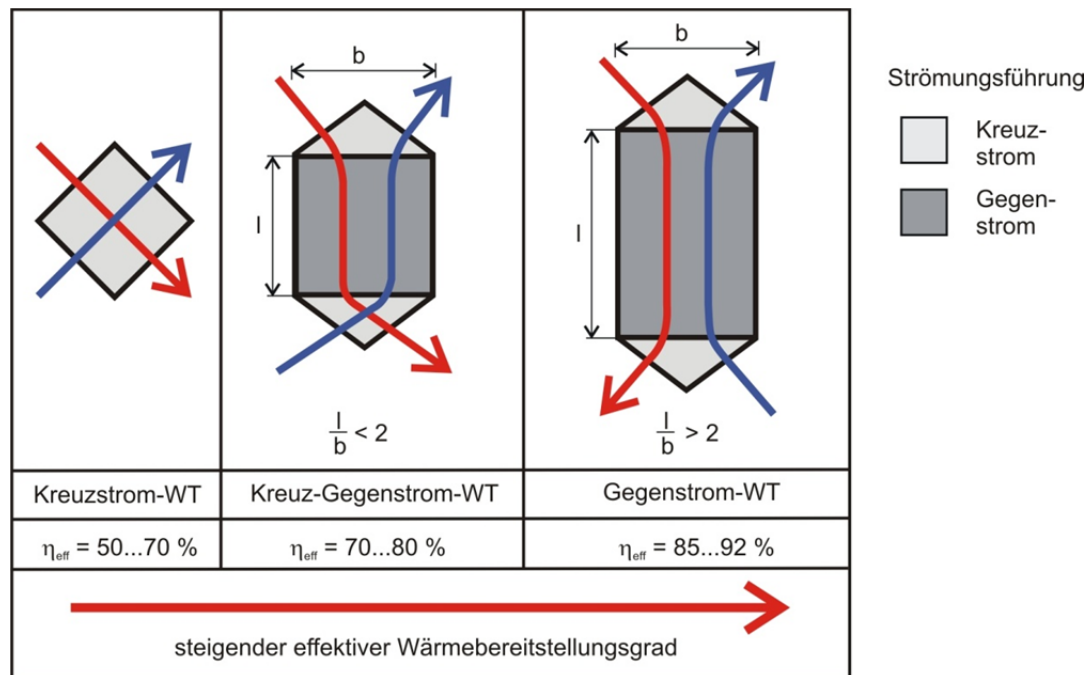 b
l
l/b < 2
b
l
l/b > 2
Kreuzstrom-WT
Kreuz-Gegenstrom-WT
Gegenstrom-WT
ηeff = 50...70 %
ηeff = 70...80 %
ηeff = 85...92 %
steigender effektiver Wärmebereitstellungsgrad
Strömungsführung
Kreuz-
strom
Gegen-
strom